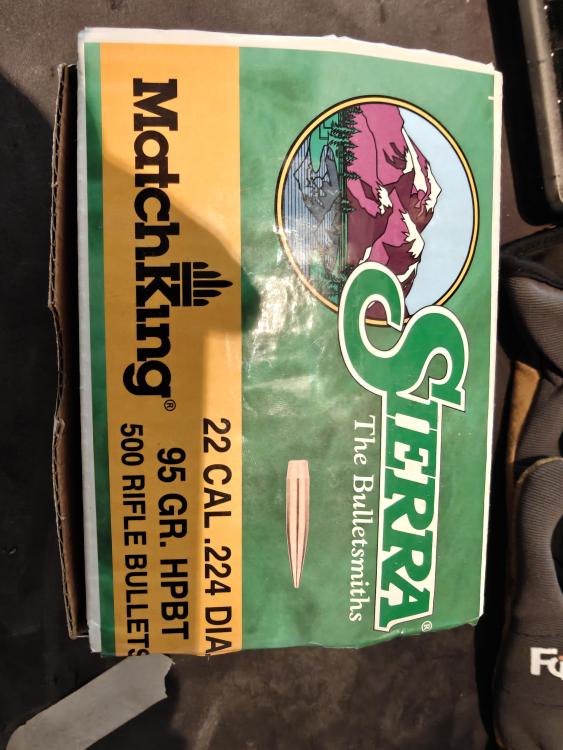 SIERRA®
The Bulletsmiths
MatchKing®
22 CAL .224 DIA
95 GR. HPBT
500 RIFLE BULLETS